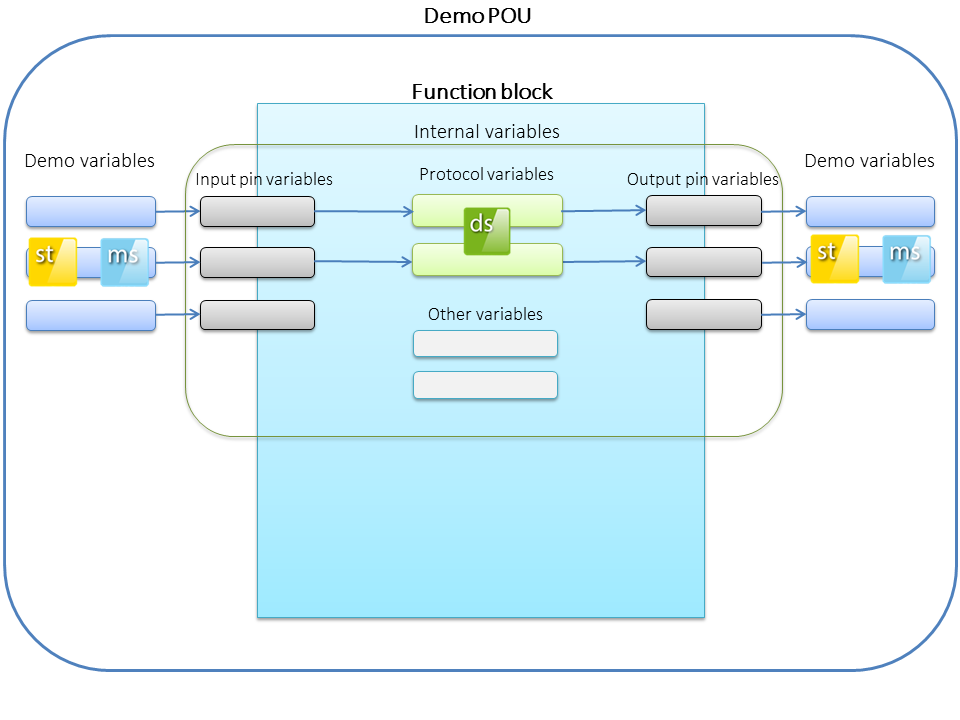 Demo POU
Function block
Internal variables
Demo variables
Input pin variables
Protocol variables
Output pin variables
Demo variables
ds
st
ms
st
ms
Other variables